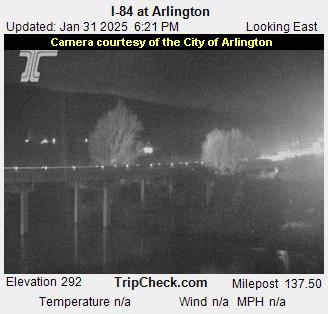 I-84 at Arlington
Updated: Jan 31 2025 6:21 PM Looking East
Camera courtesy of the City of Arlington
Elevation 292 TripCheck.com Milepost 137.50
Temperature n/a Wind n/a MPH n/a